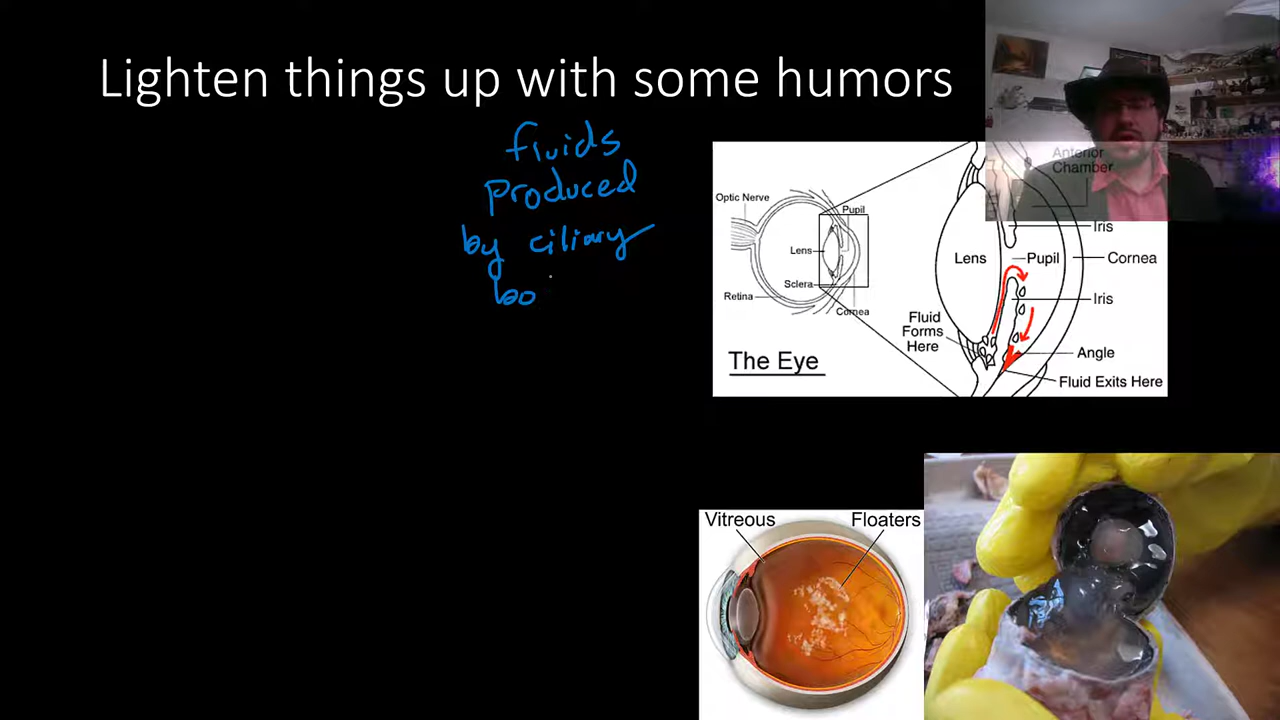 Lighten things up with some humors
fluids
produced
by ciliary
bo
Optic Nerve
Pupil
Lens
Sclera
Retina
Cornea
The Eye
Anterior
Chamber
Iris
Lens
Pupil
Cornea
Iris
Fluid
Forms
Here
Angle
Fluid Exits Here
Vitreous
Floaters